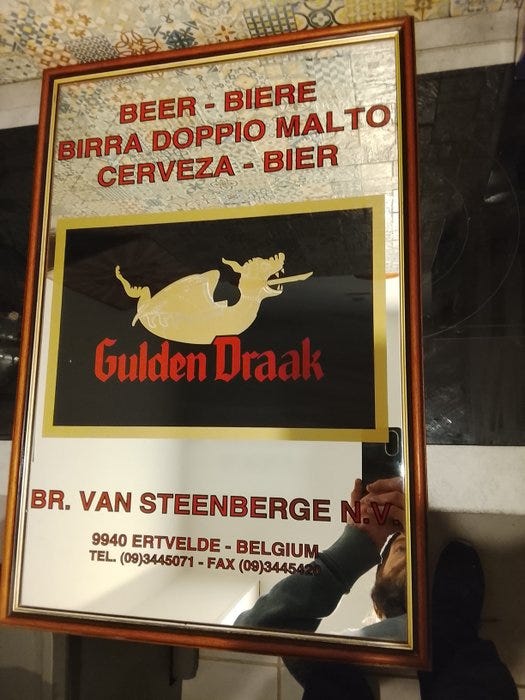 BEER - BIERE
BIRRA DOPPIO MALTO
CERVEZA - BIER
Gulden Draak
BR. VAN STEENBERGE N.V.
9940 ERTVELDE - BELGIUM
TEL. (09)3445071 - FAX (09)3445420